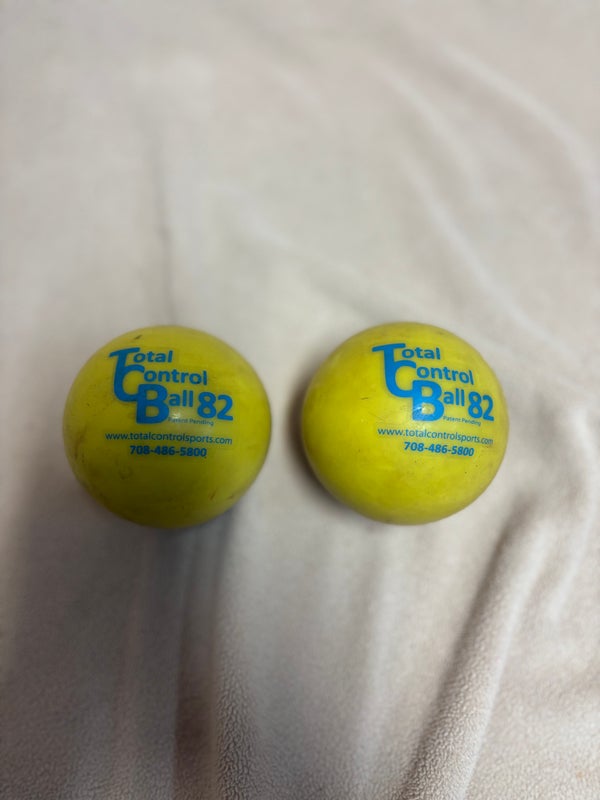 Total
Control
Ball 82
Patent Pending
www.totalcontrolsports.com
708-486-5800
Total
Control
Ball 82
Patent Pending
www.totalcontrolsports.com
708-486-5800